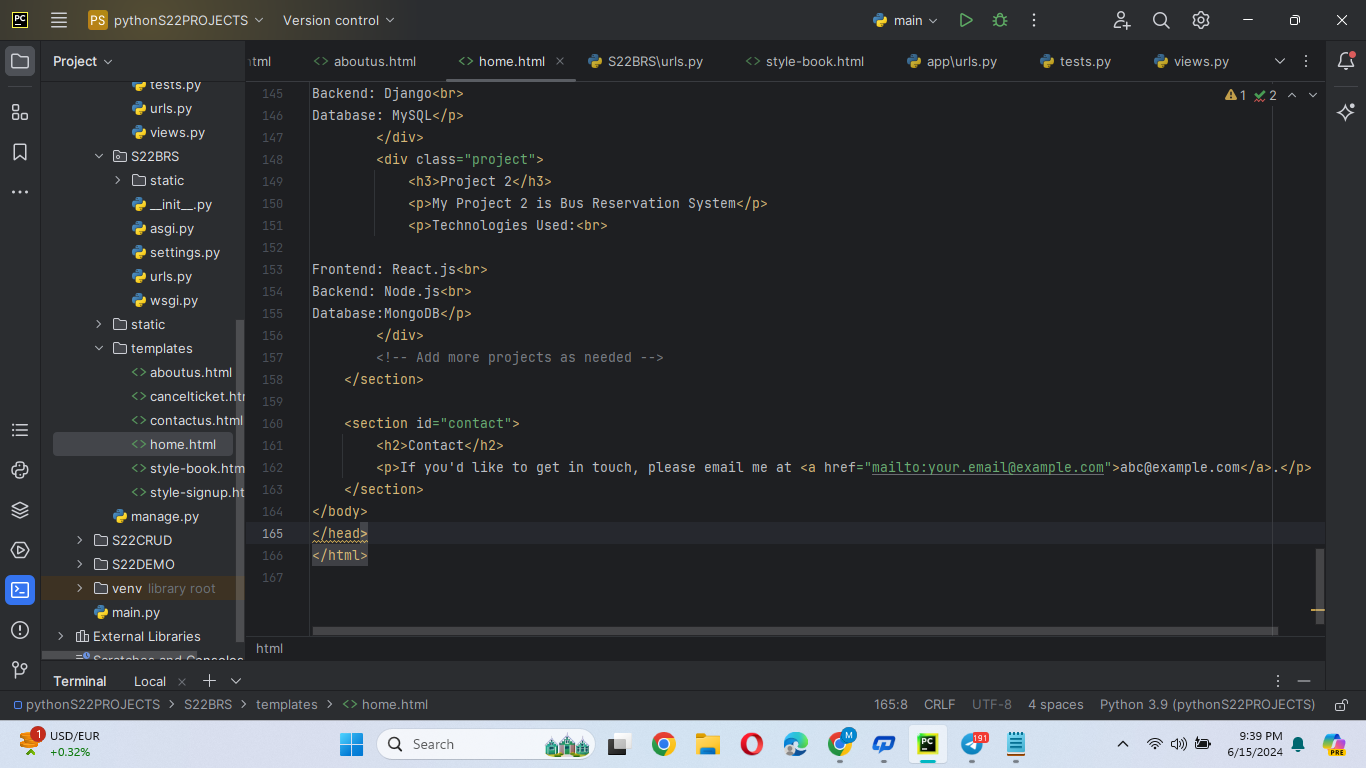 PC
PS pythonS22PROJECTS
Version control
main
Project
html
aboutus.html
home.html
S22BRS\urls.py
style-book.html
app\urls.py
tests.py
views.py
tests.py
urls.py
views.py
S22BRS
static
__init__.py
asgi.py
settings.py
urls.py
wsgi.py
static
templates
aboutus.html
cancelticket.htr
contactus.html
home.html
style-book.htm
style-signup.ht
manage.py
S22CRUD
S22DEMO
venv library root
main.py
External Libraries
Scratches and Consoles
1 2
145 Backend: Django<br>
146 Database: MySQL</p>
147 </div>
148 <div class="project">
149 <h3>Project 2</h3>
150 <p>My Project 2 is Bus Reservation System</p>
151 <p>Technologies Used:<br>
152
153 Frontend: React.js<br>
154 Backend: Node.js<br>
155 Database:MongoDB</p>
156 </div>
157 <!-- Add more projects as needed -->
158 </section>
159
160 <section id="contact">
161 <h2>Contact</h2>
162 <p>If you'd like to get in touch, please email me at <a href="mailto:your.email@example.com">abc@example.com</a>.</p>
163 </section>
164 </body>
165 </head>
166 </html>
167
html
Terminal
Local
pythonS22PROJECTS > S22BRS > templates > home.html
165:8 CRLF UTF-8 4 spaces Python 3.9 (pythonS22PROJECTS)
1
USD/EUR
+0.32%
Search
M
PC
191
9:39 PM
6/15/2024
PRE